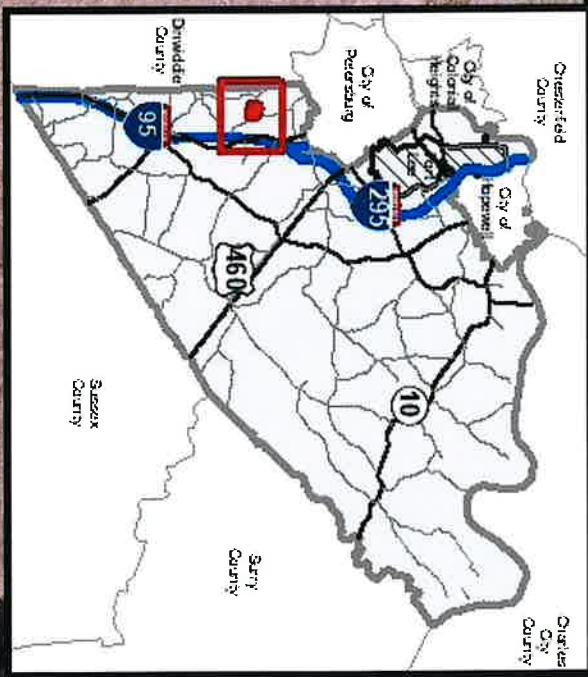 Chesterfield
County
City of
Colonial
Heights
City of
Hopewell
Fort
Lee
City of
Petersburg
Dinwiddie
County
Charles
City
County
Surry
County
Sussex
County
295
95
460
10